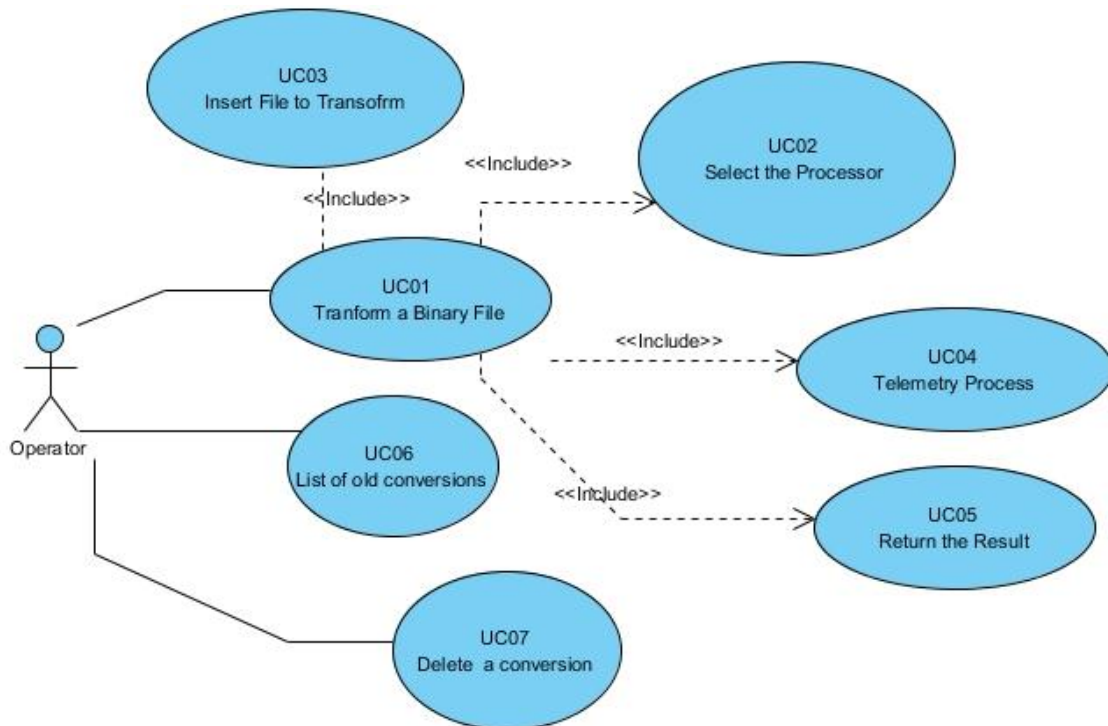 UC03
Insert File to Transofrm
<<Include>>
UC02
Select the Processor
<<Include>>
UC01
Tranform a Binary File
<<Include>>
UC04
Telemetry Process
Operator
UC06
List of old conversions
<<Include>>
UC05
Return the Result
UC07
Delete a conversion